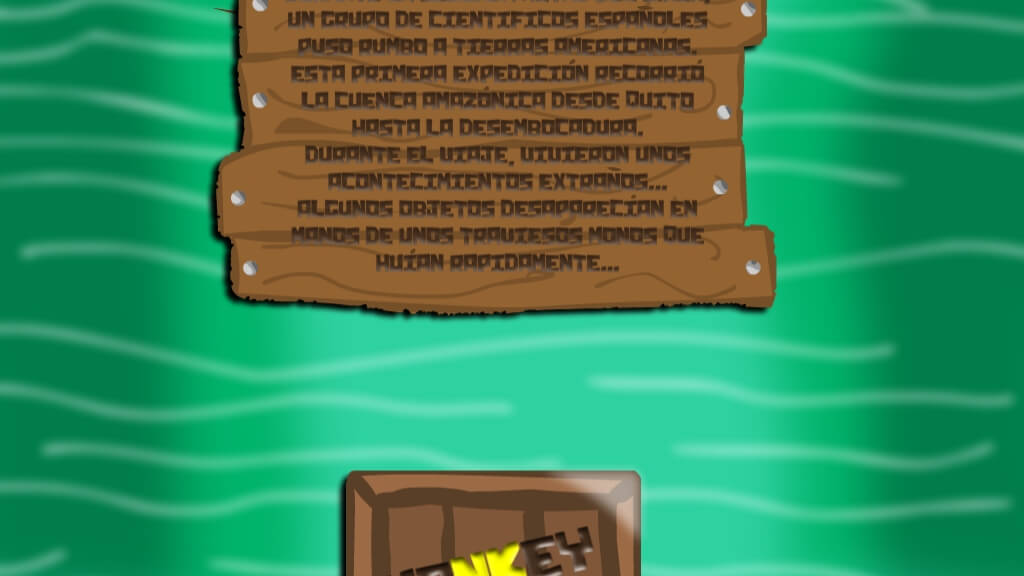 UN GRUPO DE CIENTIFICOS ESPAÑOLES
PUSO RUMBO A TIERRAS AMERICANAS.
ESTA PRIMERA EXPEDICIÓN RECORRIÓ
LA CUENCA AMAZÓNICA DESDE QUITO
HASTA LA DESEMBOCADURA.
DURANTE EL VIAJE, VIVIERON UNOS
ACONTECIMIENTOS EXTRAÑOS...
ALGUNOS OBJETOS DESAPARECÍAN EN
MANOS DE UNOS TRAVIESOS MONOS QUE
HUÍAN RAPIDAMENTE...